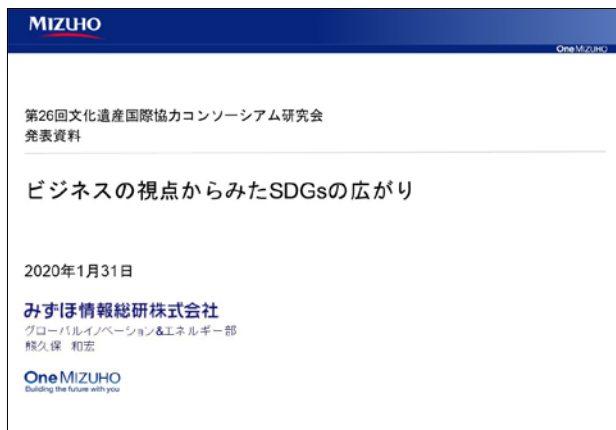 MIZUHO
One MIZUHO
第26回文化遺産国際協力コンソーシアム研究会
発表資料
ビジネスの視点からみたSDGsの広がり
2020年1月31日
みずほ情報総研株式会社
グローバルイノベーション&エネルギー部
熊久保 和宏
One MIZUHO
Building the future with you